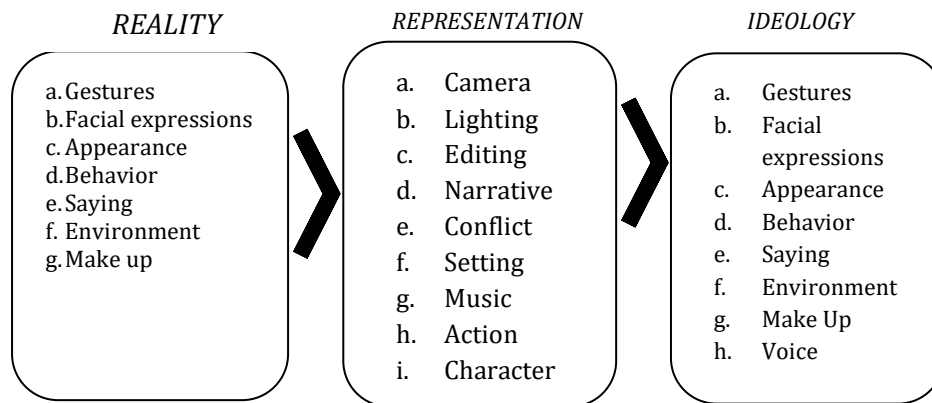 REALITY
a. Gestures
b. Facial expressions
c. Appearance
d. Behavior
e. Saying
f. Environment
g. Make up
REPRESENTATION
a. Camera
b. Lighting
c. Editing
d. Narrative
e. Conflict
f. Setting
g. Music
h. Action
i. Character
IDEOLOGY
a. Gestures
b. Facial
expressions
c. Appearance
d. Behavior
e. Saying
f. Environment
g. Make Up
h. Voice